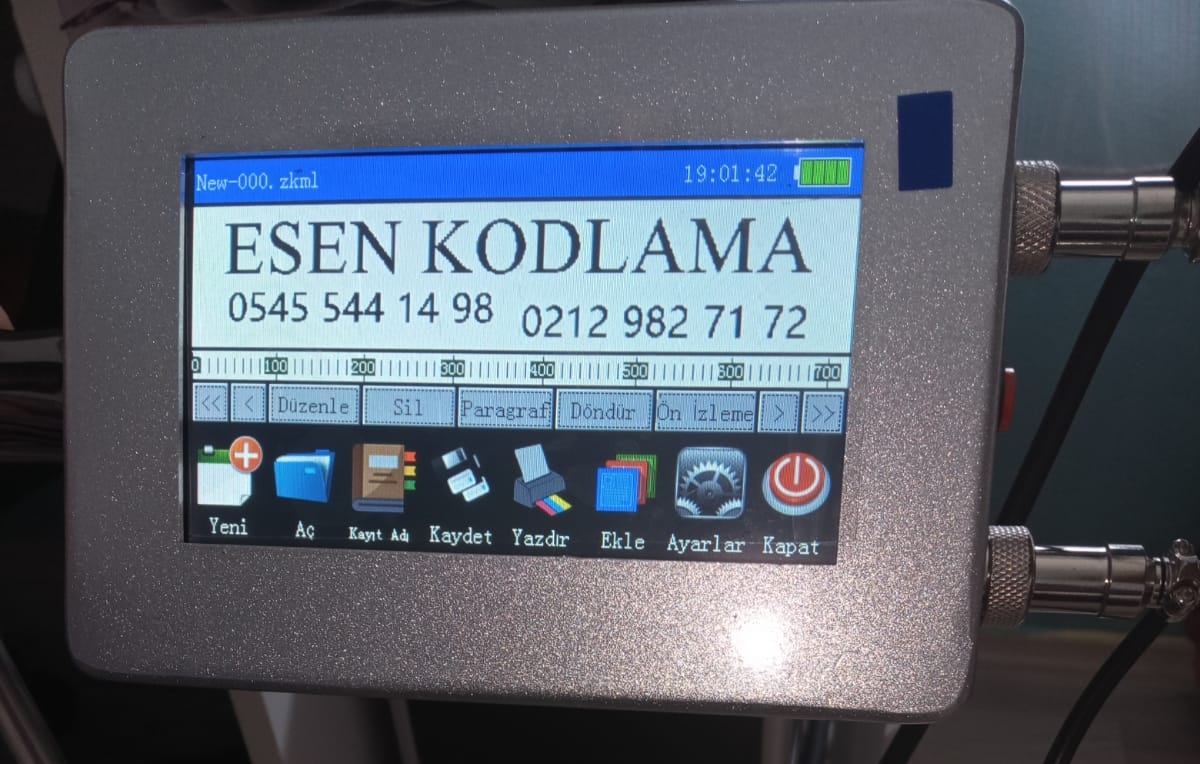 New-000.zkml 19:01:42
ESEN KODLAMA
0545 544 14 98 0212 982 71 72
0 100 200 300 400 500 600 700
<< < Düzenle Sil Paragraf Döndür Ön İzleme > >>
Yeni Aç Kayıt Adı Kaydet Yazdır Ekle Ayarlar Kapat